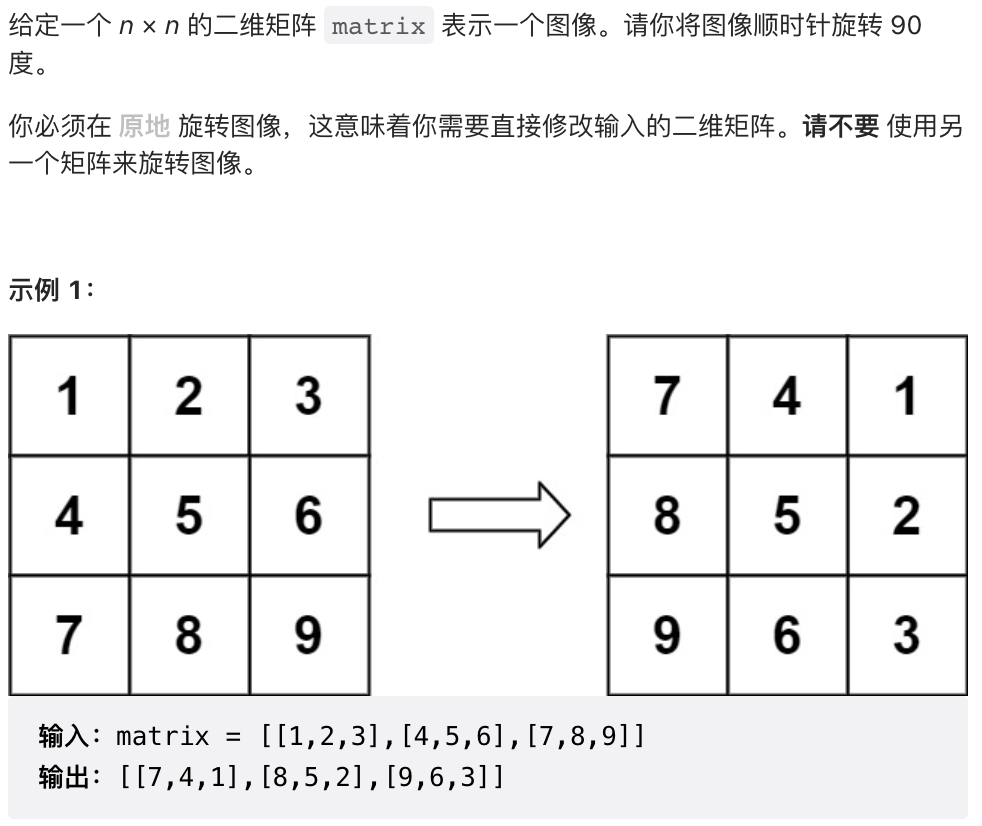 给定一个 n × n 的二维矩阵 matrix 表示一个图像。请你将图像顺时针旋转 90
度。
你必须在 原地 旋转图像，这意味着你需要直接修改输入的二维矩阵。请不要 使用另
一个矩阵来旋转图像。
示例 1：
1 2 3
4 5 6
7 8 9
7 4 1
8 5 2
9 6 3
输入：matrix = [[1,2,3],[4,5,6],[7,8,9]]
输出：[[7,4,1],[8,5,2],[9,6,3]]